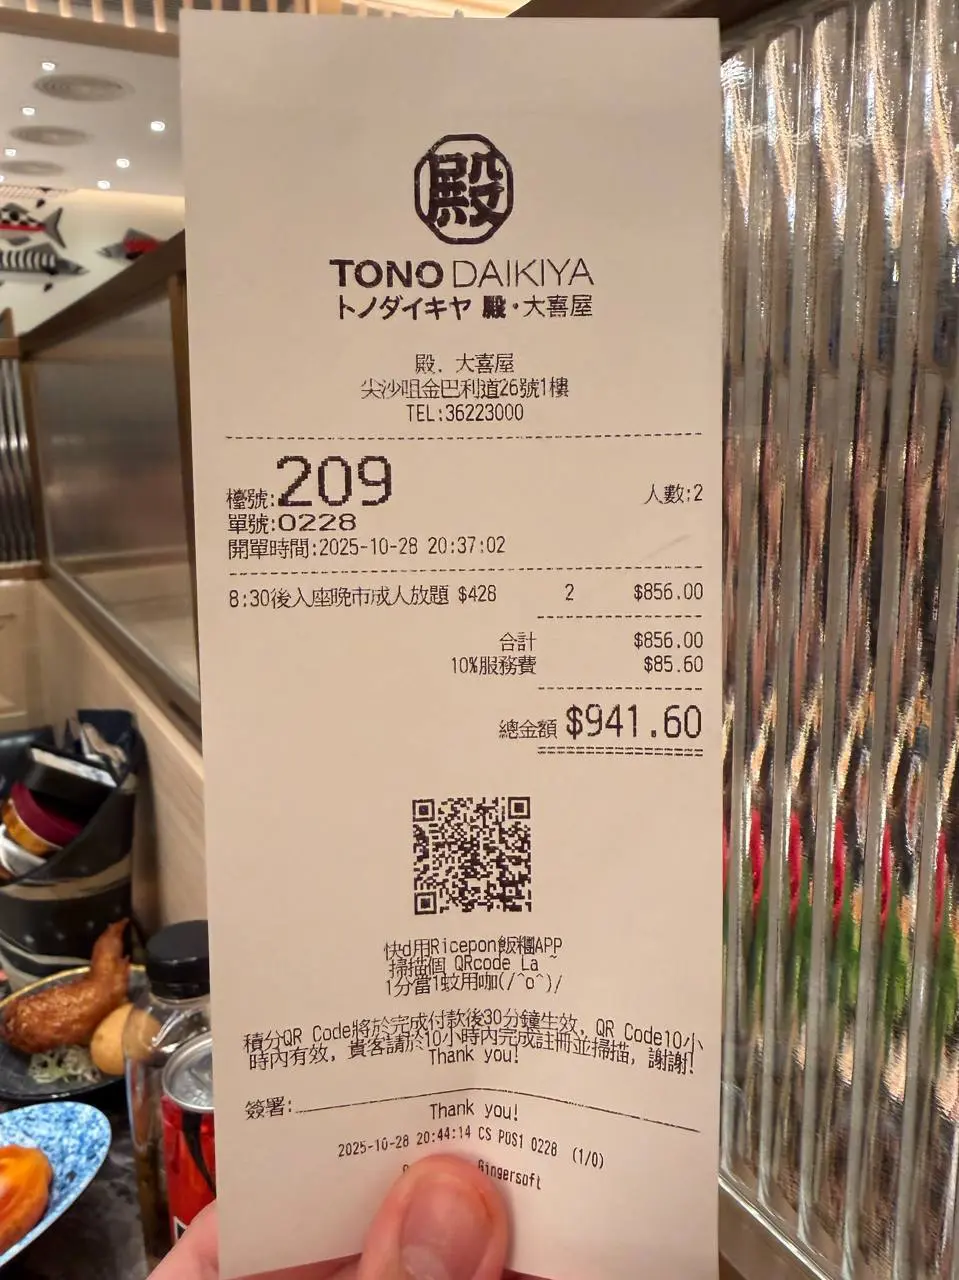 殿
TONO DAIKIYA
トノダイキヤ 殿・大喜屋
殿. 大喜屋
尖沙咀金巴利道26號1樓
TEL:36223000
檯號:209 人數:2
單號:0228
開單時間:2025-10-28 20:37:02
8:30後入座晚市成人放題 $428 2 $856.00
合計 $856.00
10%服務費 $85.60
總金額 $941.60
快d用Ricepon飯糰APP
掃描個 QRcode La ~
1分當1蚊用咖(/^o^)/
積分QR Code將於完成付款後30分鐘生效, QR Code10小
時內有效, 貴客請於10小時內完成註冊並掃描, 謝謝!
Thank you!
簽署:
Thank you!
2025-10-28 20:44:14 CS POS1 0228 (1/0)
Gingersoft